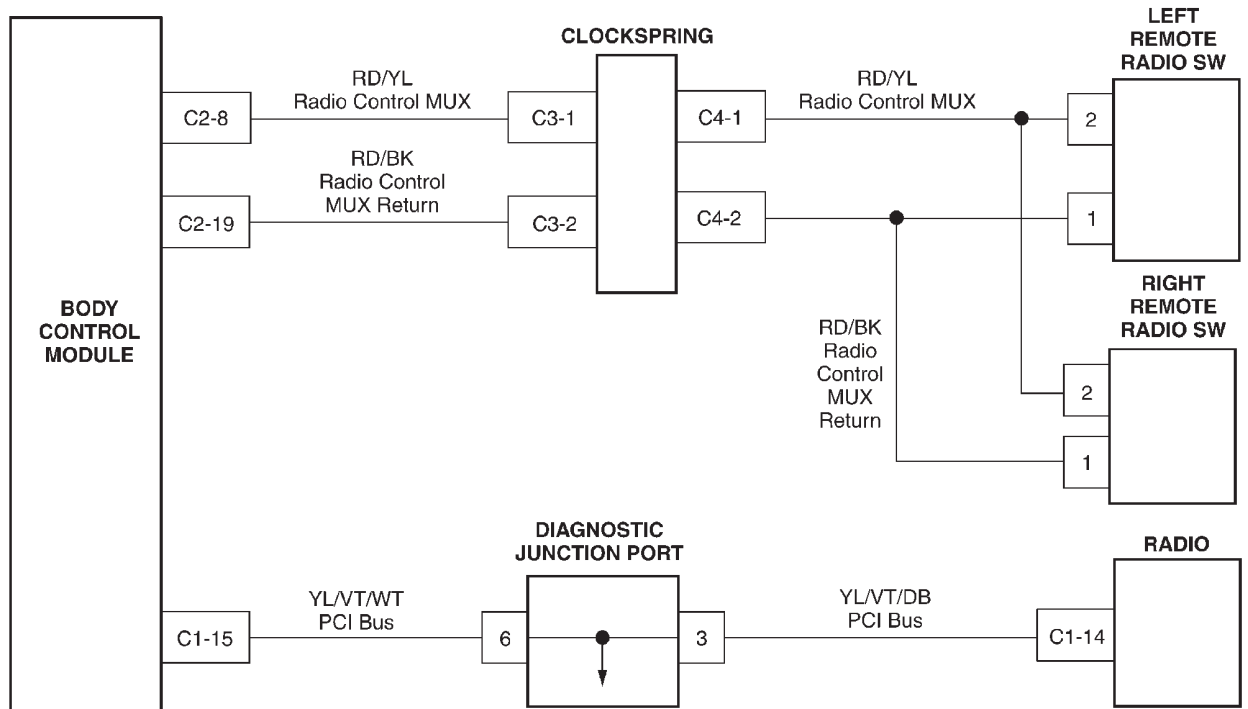 LEFT
REMOTE
RADIO SW
CLOCKSPRING
RD/YL
Radio Control MUX
RD/YL
Radio Control MUX
C2-8
C3-1
C4-1
2
RD/BK
Radio Control
MUX Return
C2-19
C3-2
C4-2
1
BODY
CONTROL
MODULE
RIGHT
REMOTE
RADIO SW
RD/BK
Radio
Control
MUX
Return
2
1
DIAGNOSTIC
JUNCTION PORT
RADIO
YL/VT/WT
PCI Bus
YL/VT/DB
PCI Bus
C1-15
6
3
C1-14